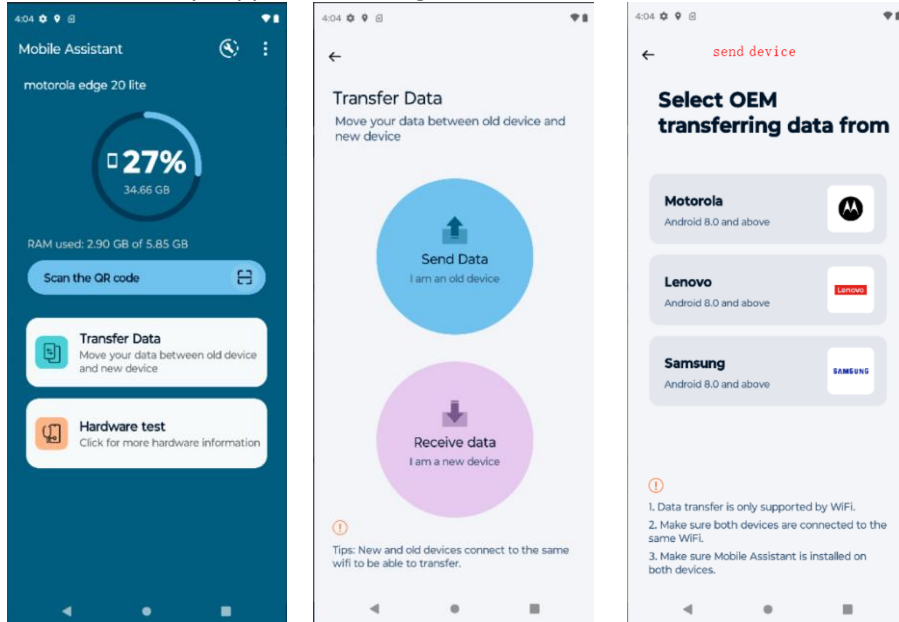 4:04
Mobile Assistant
motorola edge 20 lite
27%
34.66 GB
RAM used: 2.90 GB of 5.85 GB
Scan the QR code
Transfer Data
Move your data between old device
and new device
Hardware test
Click for more hardware information
4:04
Transfer Data
Move your data between old device and
new device
Send Data
I am an old device
Receive data
I am a new device
Tips: New and old devices connect to the same
wifi to be able to transfer.
4:04
send device
Select OEM
transferring data from
Motorola
Android 8.0 and above
Lenovo
Android 8.0 and above
Lenovo
Samsung
Android 8.0 and above
SAMSUNG
1. Data transfer is only supported by WiFi.
2. Make sure both devices are connected to the
same WiFi.
3. Make sure Mobile Assistant is installed on
both devices.